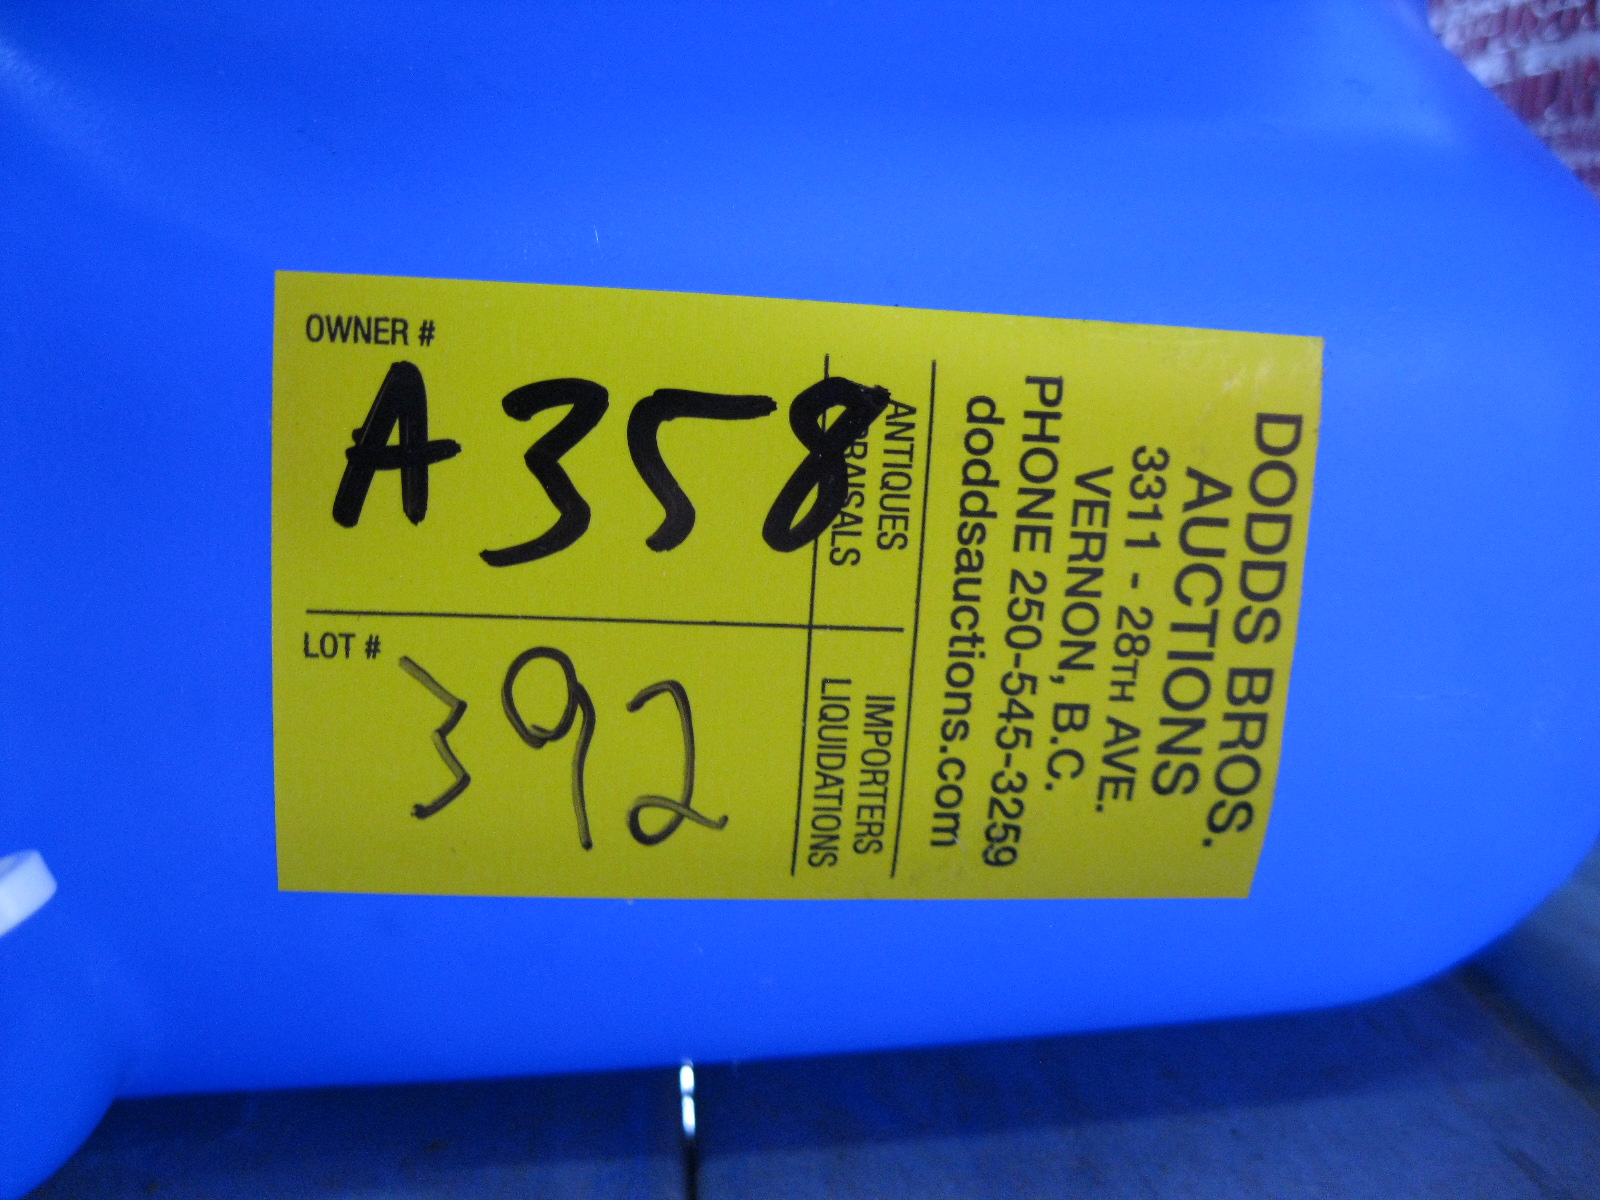 DODDS BROS.
AUCTIONS
3311 - 28TH AVE.
VERNON, B.C.
PHONE 250-545-3259
doddsauctions.com
ANTIQUES IMPORTERS
APPRAISALS LIQUIDATIONS
OWNER #
A358
LOT #
392